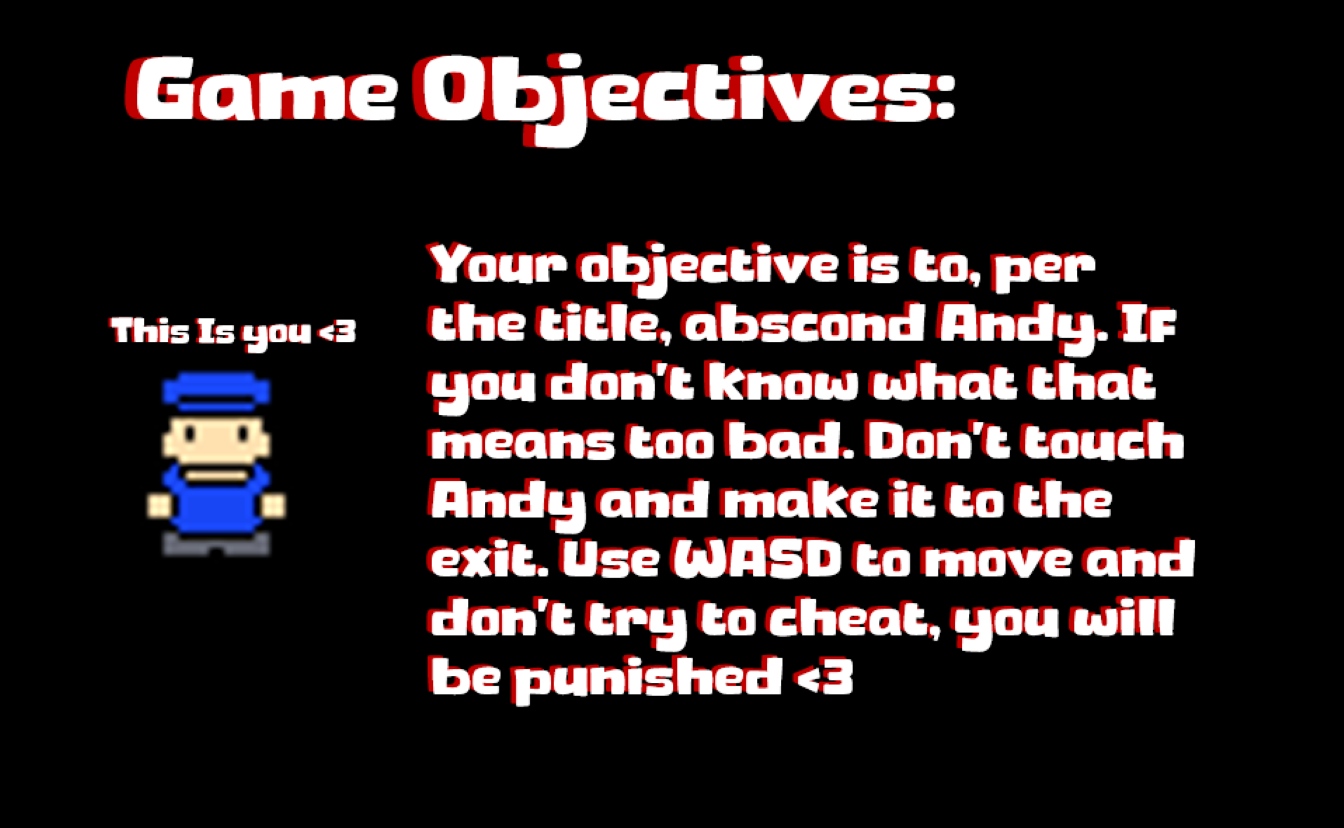 Game Objectives:
This Is you <3
Your objective is to, per
the title, abscond Andy. If
you don't know what that
means too bad. Don't touch
Andy and make it to the
exit. Use WASD to move and
don't try to cheat, you will
be punished <3